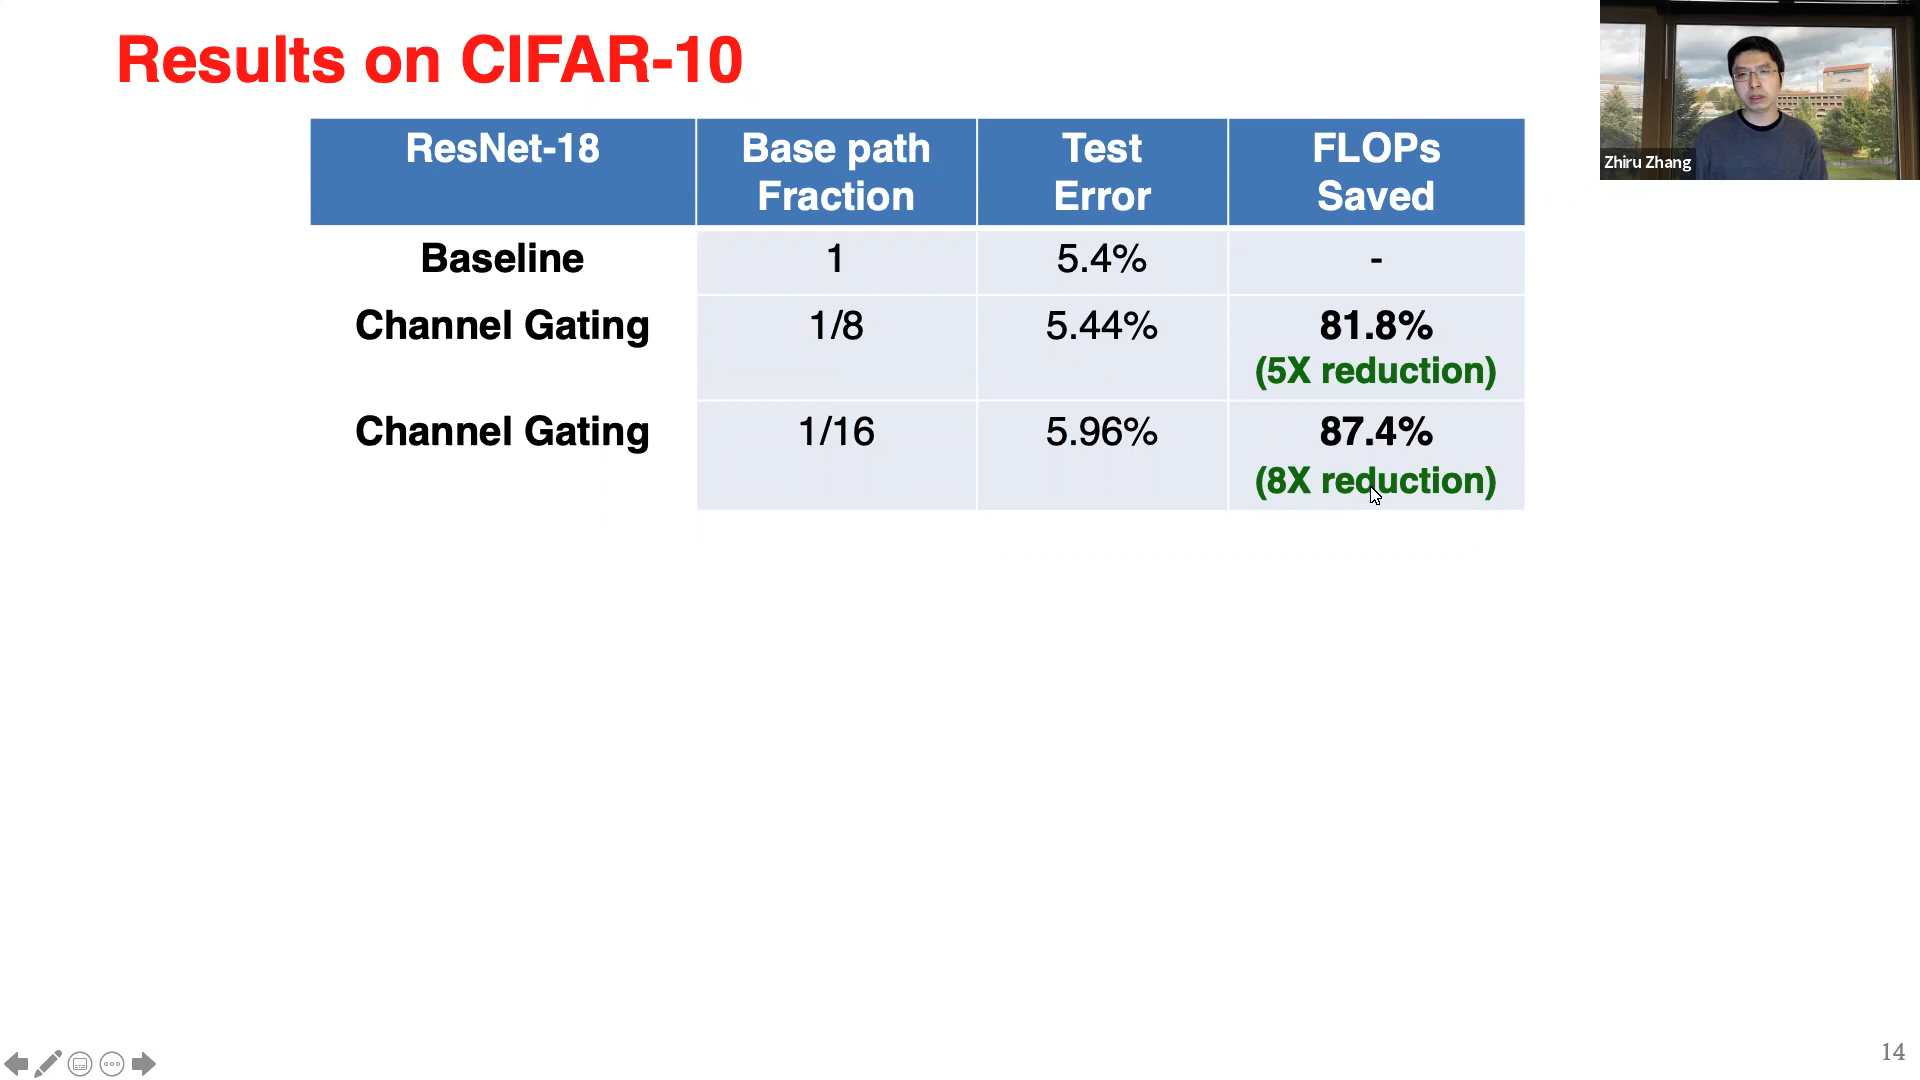 Results on CIFAR-10
ResNet-18
Base path
Fraction
Test
Error
FLOPs
Saved
Baseline
1
5.4%
-
Channel Gating
1/8
5.44%
81.8%
(5X reduction)
Channel Gating
1/16
5.96%
87.4%
(8X reduction)
Zhiru Zhang
14